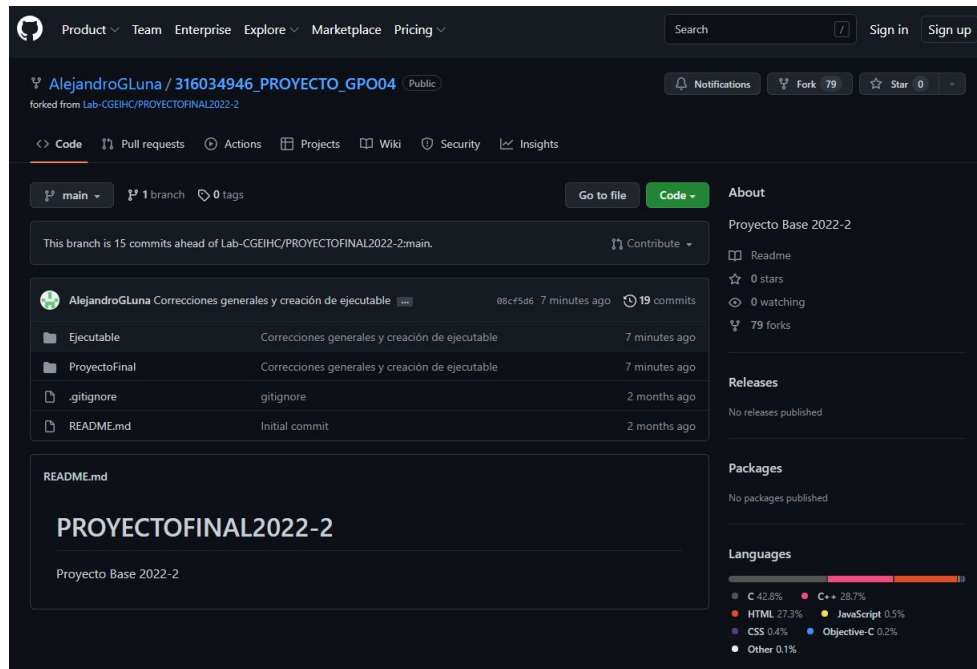 Product Team Enterprise Explore Marketplace Pricing Search / Sign in Sign up
AlejandroGLuna / 316034946_PROYECTO_GPO04 Public
Notifications Fork 79 Star 0
forked from Lab-CGEIHC/PROYECTOFINAL2022-2
<> Code Pull requests Actions Projects Wiki Security Insights
main 1 branch 0 tags Go to file Code
This branch is 15 commits ahead of Lab-CGEIHC/PROYECTOFINAL2022-2:main. Contribute
AlejandroGLuna Correcciones generales y creación de ejecutable ... 08cf5d6 7 minutes ago 19 commits
Ejecutable Correcciones generales y creación de ejecutable 7 minutes ago
ProyectoFinal Correcciones generales y creación de ejecutable 7 minutes ago
.gitignore gitignore 2 months ago
README.md Initial commit 2 months ago
README.md
PROYECTOFINAL2022-2
Proyecto Base 2022-2
About
Proyecto Base 2022-2
Readme
0 stars
0 watching
79 forks
Releases
No releases published
Packages
No packages published
Languages
C 42.8% C++ 28.7%
HTML 27.3% JavaScript 0.5%
CSS 0.4% Objective-C 0.2%
Other 0.1%